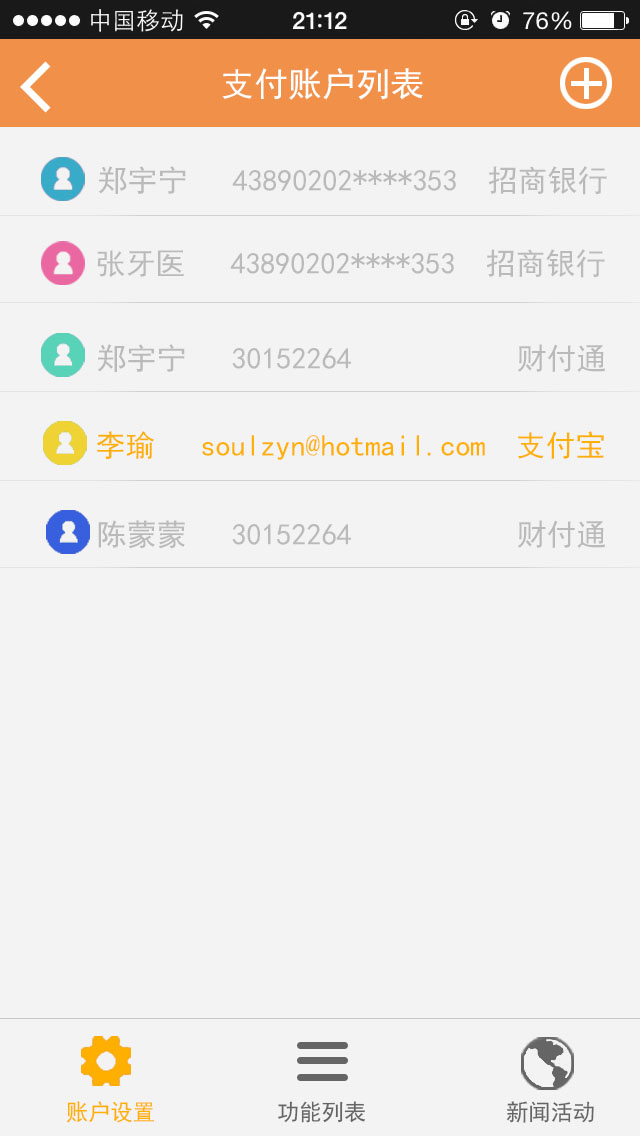 中国移动 21:12 76%
支付账户列表
郑宇宁 43890202****353 招商银行
张牙医 43890202****353 招商银行
郑宇宁 30152264 财付通
李瑜 soulzyn@hotmail.com 支付宝
陈蒙蒙 30152264 财付通
账户设置 功能列表 新闻活动